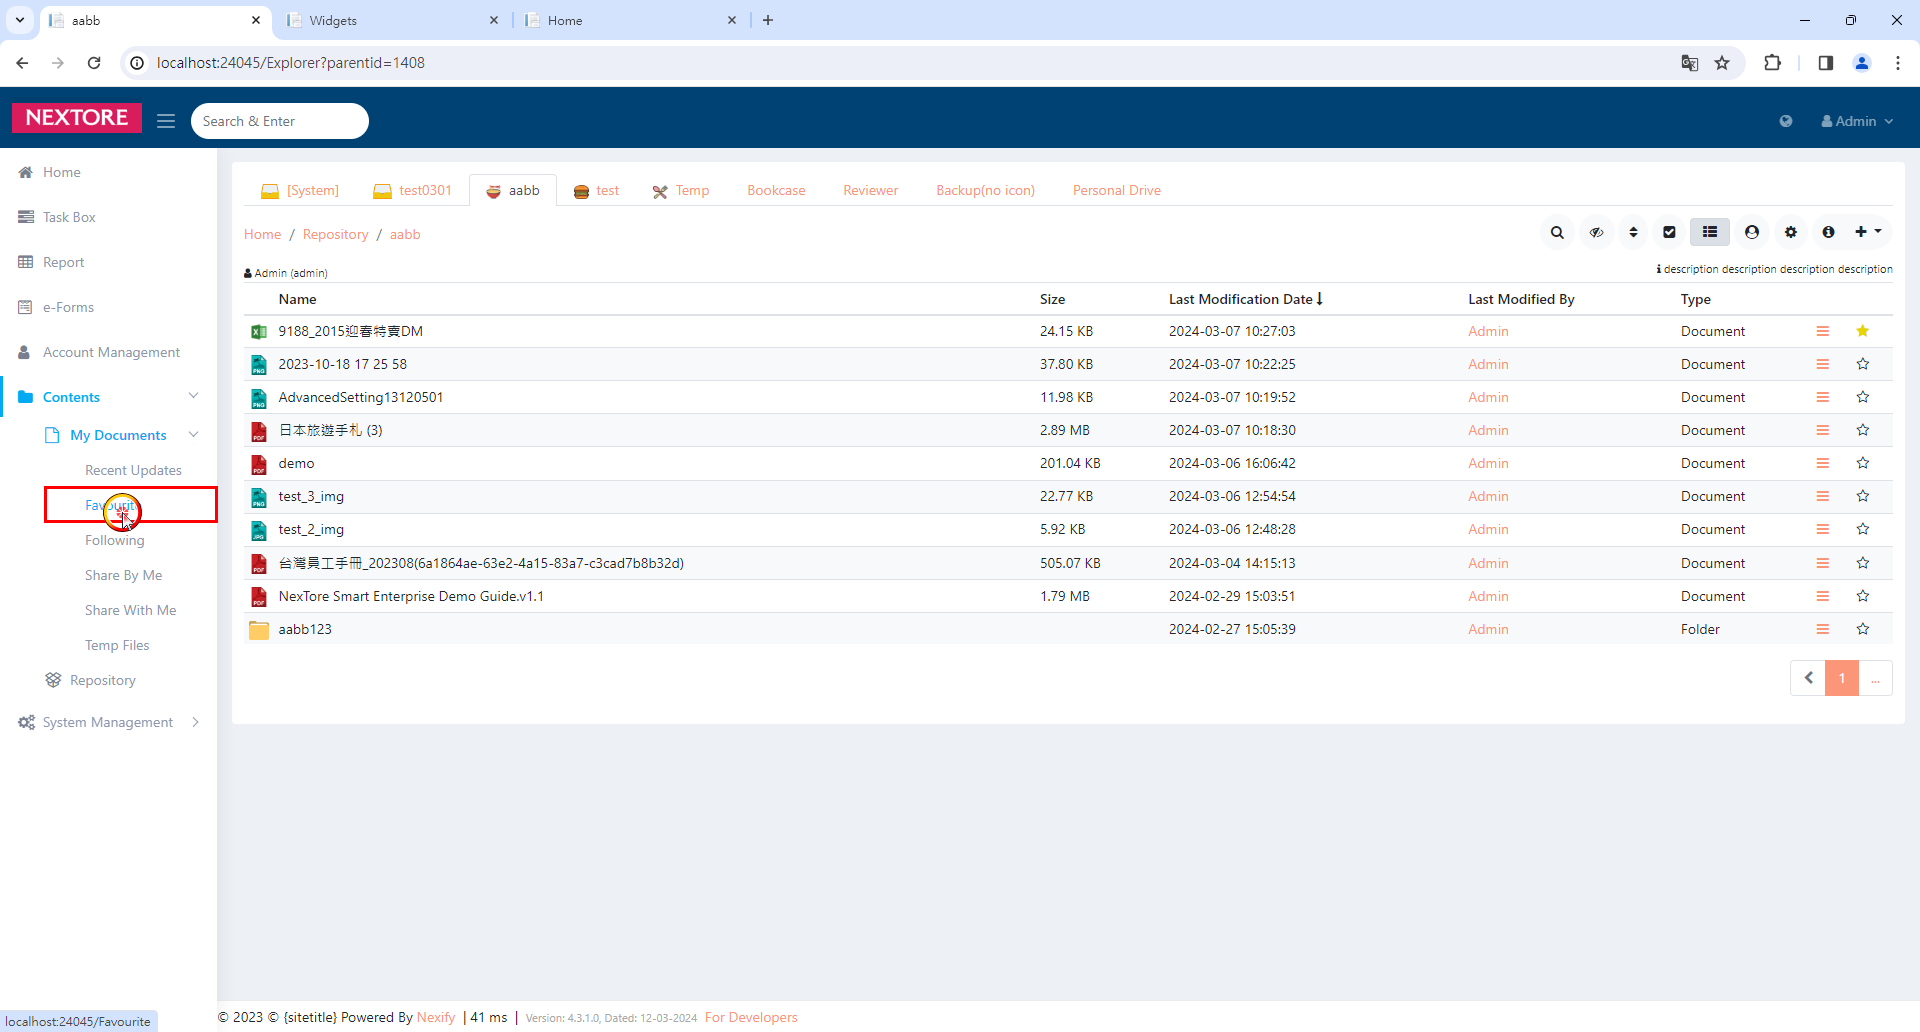 aabb
Widgets
Home
localhost:24045/Explorer?parentid=1408
NEXTORE
Search & Enter
Admin
Home
Task Box
Report
e-Forms
Account Management
Contents
My Documents
Recent Updates
Favourite
Following
Share By Me
Share With Me
Temp Files
Repository
System Management
[System] test0301 aabb test Temp Bookcase Reviewer Backup(no icon) Personal Drive
Home / Repository / aabb
Admin (admin)
description description description description
Name Size Last Modification Date Last Modified By Type
9188_2015迎春特賣DM 24.15 KB 2024-03-07 10:27:03 Admin Document
2023-10-18 17 25 58 37.80 KB 2024-03-07 10:22:25 Admin Document
AdvancedSetting13120501 11.98 KB 2024-03-07 10:19:52 Admin Document
日本旅遊手札 (3) 2.89 MB 2024-03-07 10:18:30 Admin Document
demo 201.04 KB 2024-03-06 16:06:42 Admin Document
test_3_img 22.77 KB 2024-03-06 12:54:54 Admin Document
test_2_img 5.92 KB 2024-03-06 12:48:28 Admin Document
台灣員工手冊_202308(6a1864ae-63e2-4a15-83a7-c3cad7b8b32d) 505.07 KB 2024-03-04 14:15:13 Admin Document
NexTore Smart Enterprise Demo Guide.v1.1 1.79 MB 2024-02-29 15:03:51 Admin Document
aabb123 2024-02-27 15:05:39 Admin Folder
1 ...
© 2023 © {sitetitle} Powered By Nexify | 41 ms | Version: 4.3.1.0, Dated: 12-03-2024 For Developers
localhost:24045/Favourite